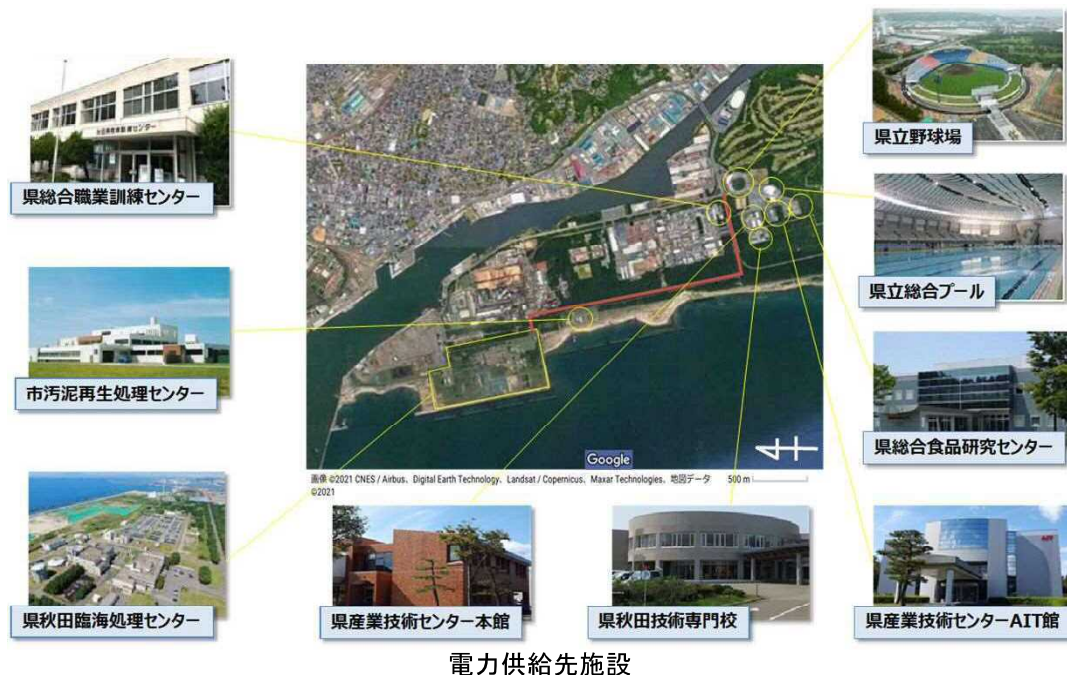 県総合職業訓練センター
市汚泥再生処理センター
県秋田臨海処理センター
県産業技術センター本館
県秋田技術専門校
県立野球場
県立総合プール
県総合食品研究センター
県産業技術センターAIT館
Google
画像 ©2021 CNES / Airbus、Digital Earth Technology、Landsat / Copernicus、Maxar Technologies、地図データ 500 m
©2021
電力供給先施設